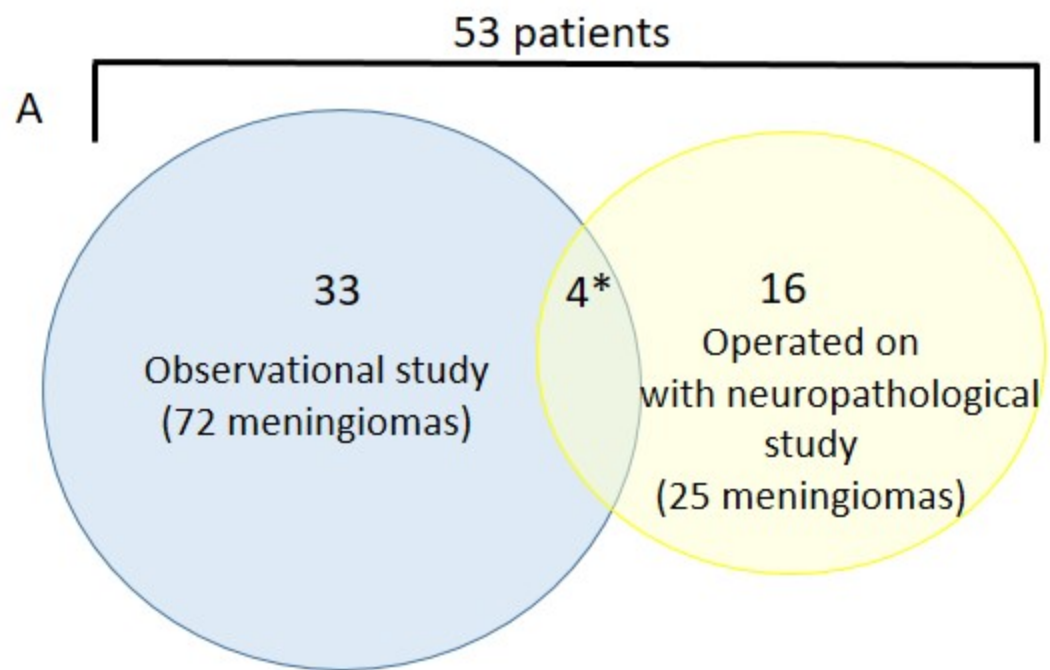 53 patients
A
33
Observational study
(72 meningiomas)
4*
16
Operated on
with neuropathological
study
(25 meningiomas)